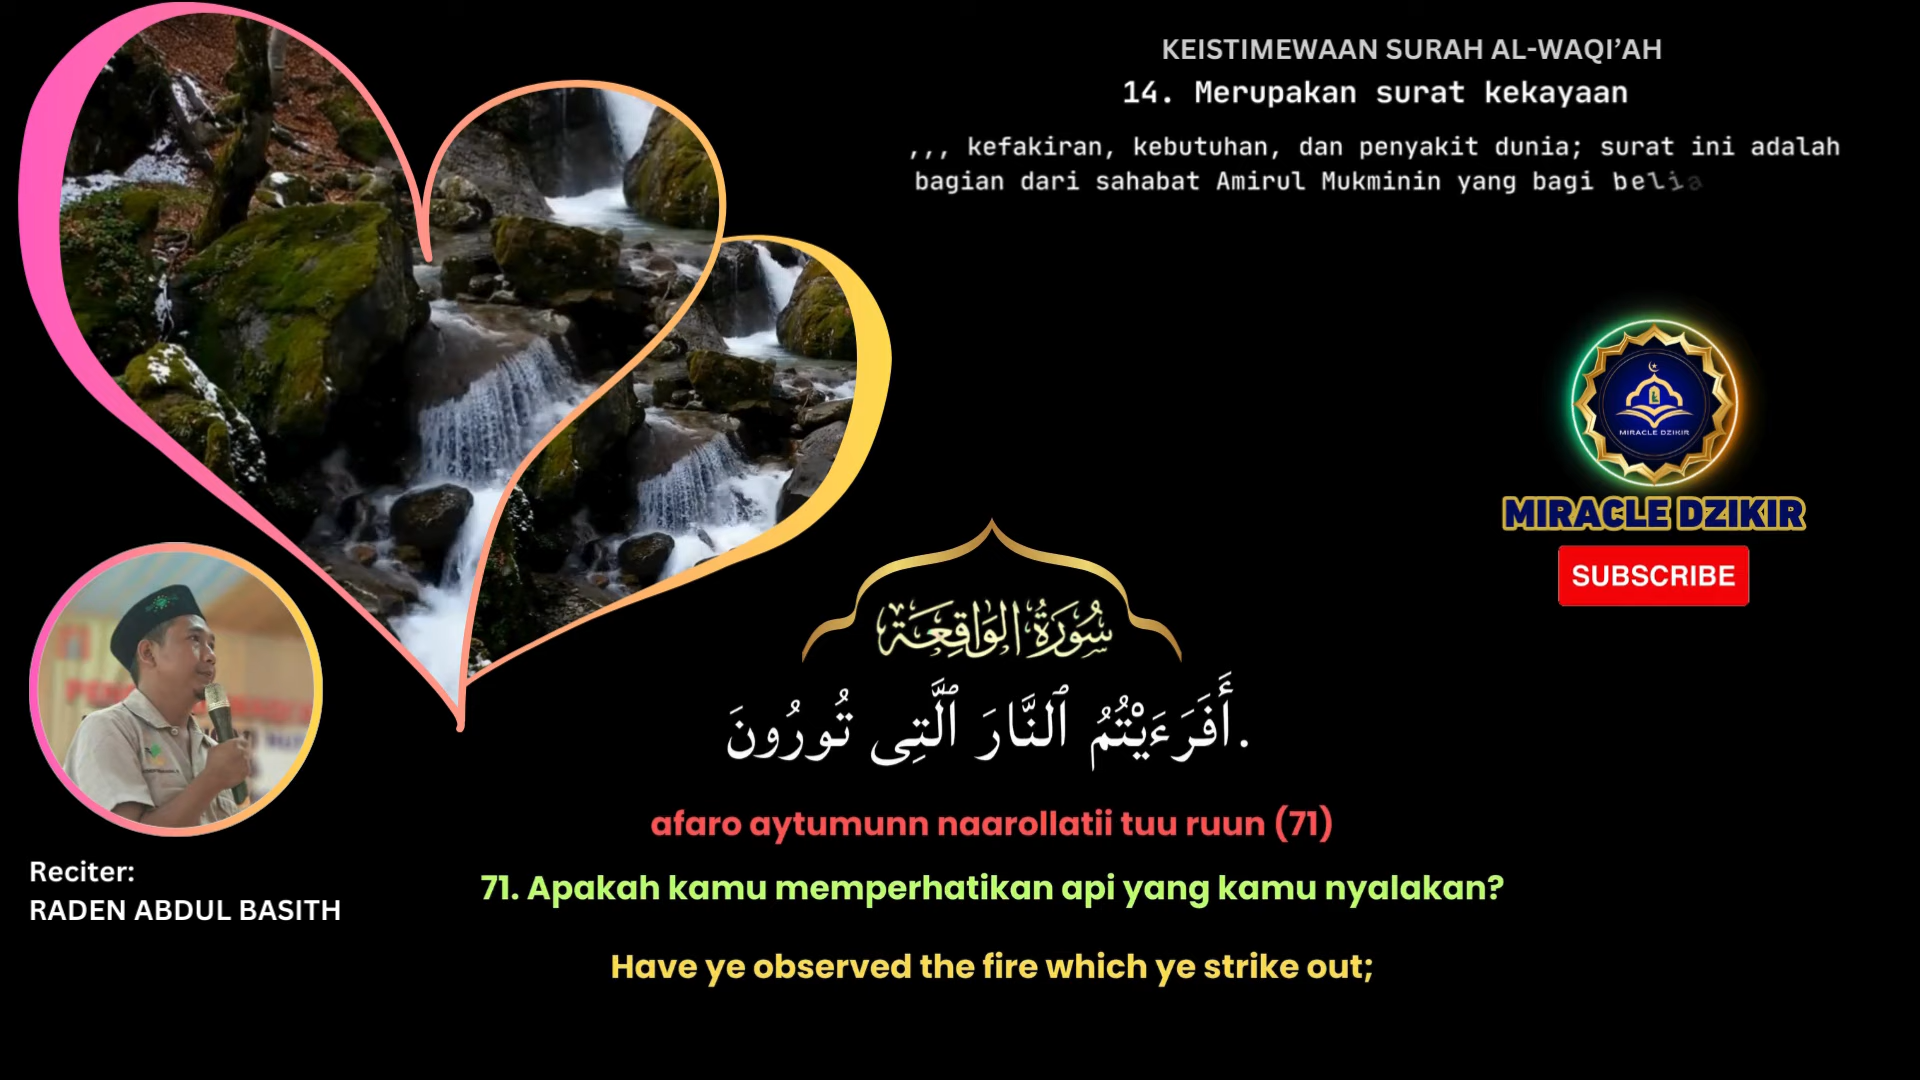 KEISTIMEWAAN SURAH AL-WAQI’AH
14. Merupakan surat kekayaan
,,, kefakiran, kebutuhan, dan penyakit dunia; surat ini adalah
bagian dari sahabat Amirul Mukminin yang bagi belia
MIRACLE DZIKIR
MIRACLE DZIKIR
SUBSCRIBE
سُورَةُ الوَاقِعَة
أَفَرَءَيْتُمُ ٱلنَّارَ ٱلَّتِى تُورُونَ.
afaro aytumunn naarollatii tuu ruun (71)
71. Apakah kamu memperhatikan api yang kamu nyalakan?
Have ye observed the fire which ye strike out;
Reciter:
RADEN ABDUL BASITH